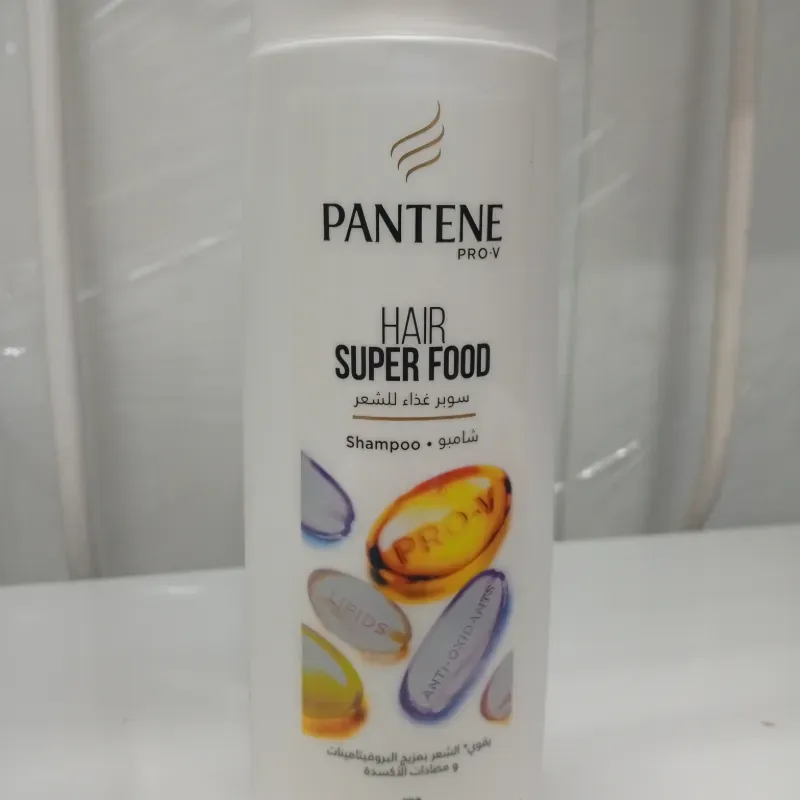 PANTENE
PRO-V
HAIR
SUPER FOOD
سوبر غذاء للشعر
Shampoo • شامبو
PRO-V
LIPIDS
ANTI-OXIDANTS
يقوي* الشعر بمزيج البروفيتامينات
و مضادات الأكسدة